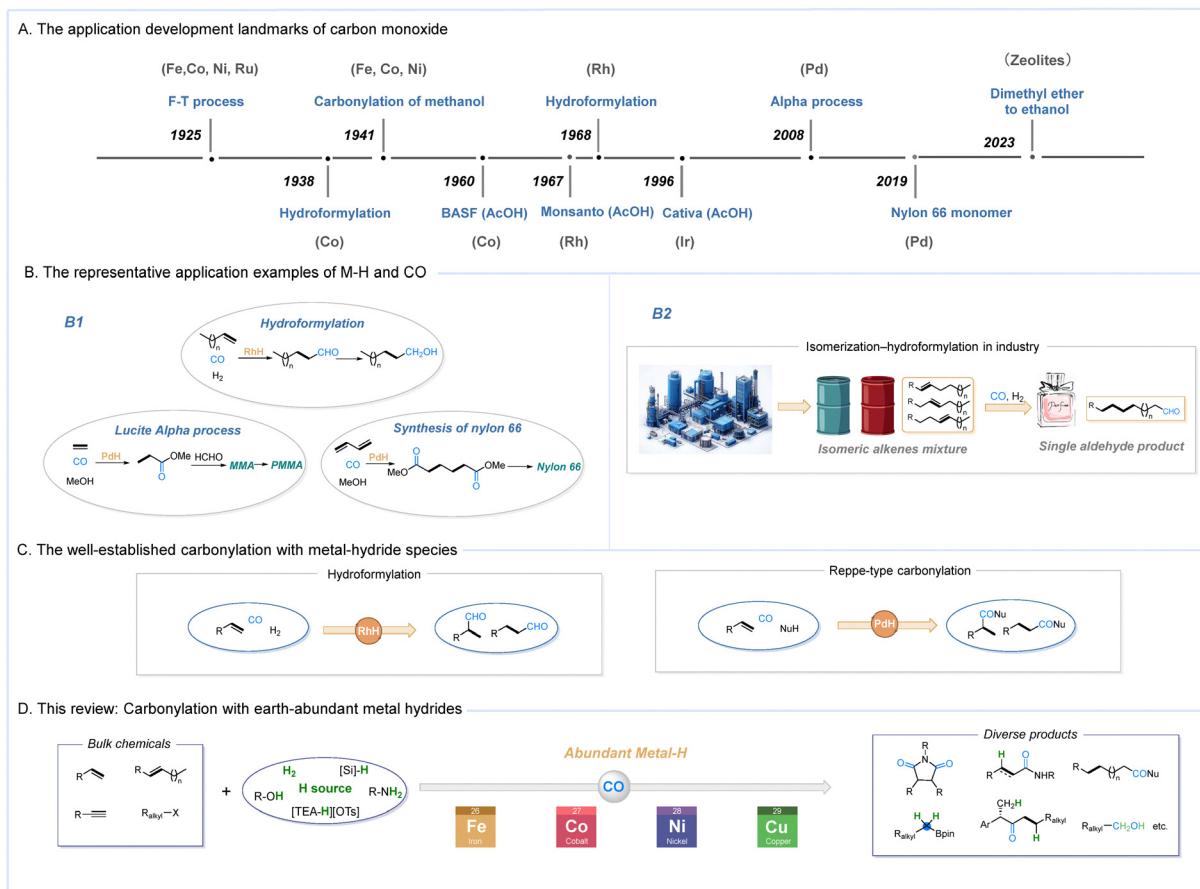 A. The application development landmarks of carbon monoxide
(Fe,Co, Ni, Ru)
F-T process
1925
(Fe, Co, Ni)
Carbonylation of methanol
1941
(Rh)
Hydroformylation
1968
(Pd)
Alpha process
2008
(Zeolites)
Dimethyl ether
to ethanol
2023
1938
Hydroformylation
(Co)
1960
BASF (AcOH)
(Co)
1967
Monsanto (AcOH)
(Rh)
1996
Cativa (AcOH)
(Ir)
2019
Nylon 66 monomer
(Pd)
B. The representative application examples of M-H and CO
B1
Hydroformylation
n
CO
H2
RhH
n
CHO
n
CH2OH
Lucite Alpha process
CO
MeOH
PdH
OMe
O
HCHO
MMA
PMMA
Synthesis of nylon 66
CO
MeOH
PdH
O
MeO
OMe
O
Nylon 66
B2
Isomerization–hydroformylation in industry
R
n
R
n
R
n
Isomeric alkenes mixture
CO, H2
R
n
CHO
Single aldehyde product
C. The well-established carbonylation with metal-hydride species
Hydroformylation
R
CO
H2
RhH
CHO
R
R
CHO
Reppe-type carbonylation
R
CO
NuH
PdH
CONu
R
R
CONu
D. This review: Carbonylation with earth-abundant metal hydrides
Bulk chemicals
R
R
n
R
Ralkyl–X
+
H2
[Si]-H
H source
R-OH
R-NH2
[TEA-H][OTs]
Abundant Metal-H
CO
26
Fe
Iron
27
Co
Cobalt
28
Ni
Nickel
29
Cu
Copper
Diverse products
R
O
N
O
R
R
H
O
R
NHR
R
n
CONu
H
H
Ralkyl
Bpin
CH2H
Ar
O
H
Ralkyl
Ralkyl–CH2OH etc.